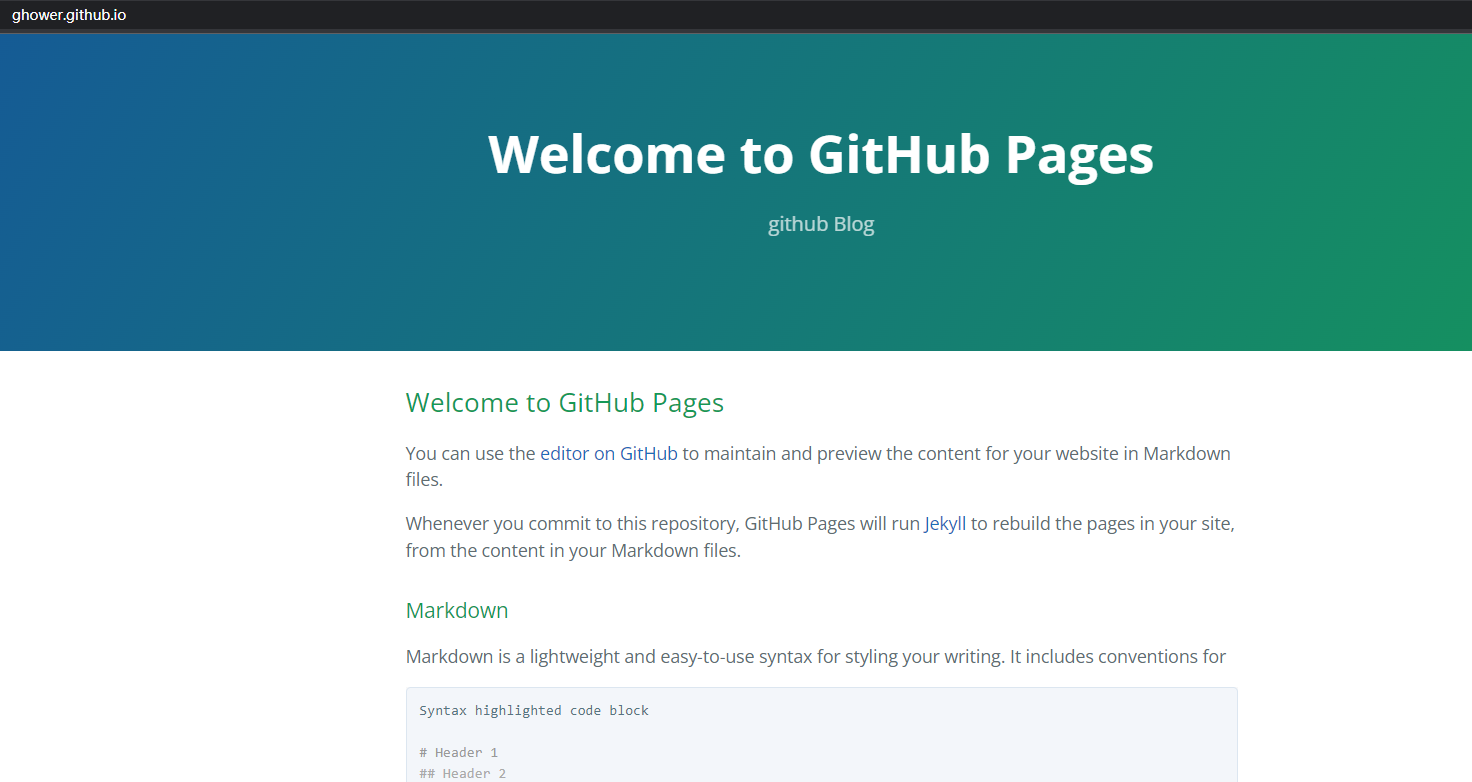 ghower.github.io
Welcome to GitHub Pages
github Blog
Welcome to GitHub Pages
You can use the editor on GitHub to maintain and preview the content for your website in Markdown
files.
Whenever you commit to this repository, GitHub Pages will run Jekyll to rebuild the pages in your site,
from the content in your Markdown files.
Markdown
Markdown is a lightweight and easy-to-use syntax for styling your writing. It includes conventions for
Syntax highlighted code block
# Header 1
## Header 2